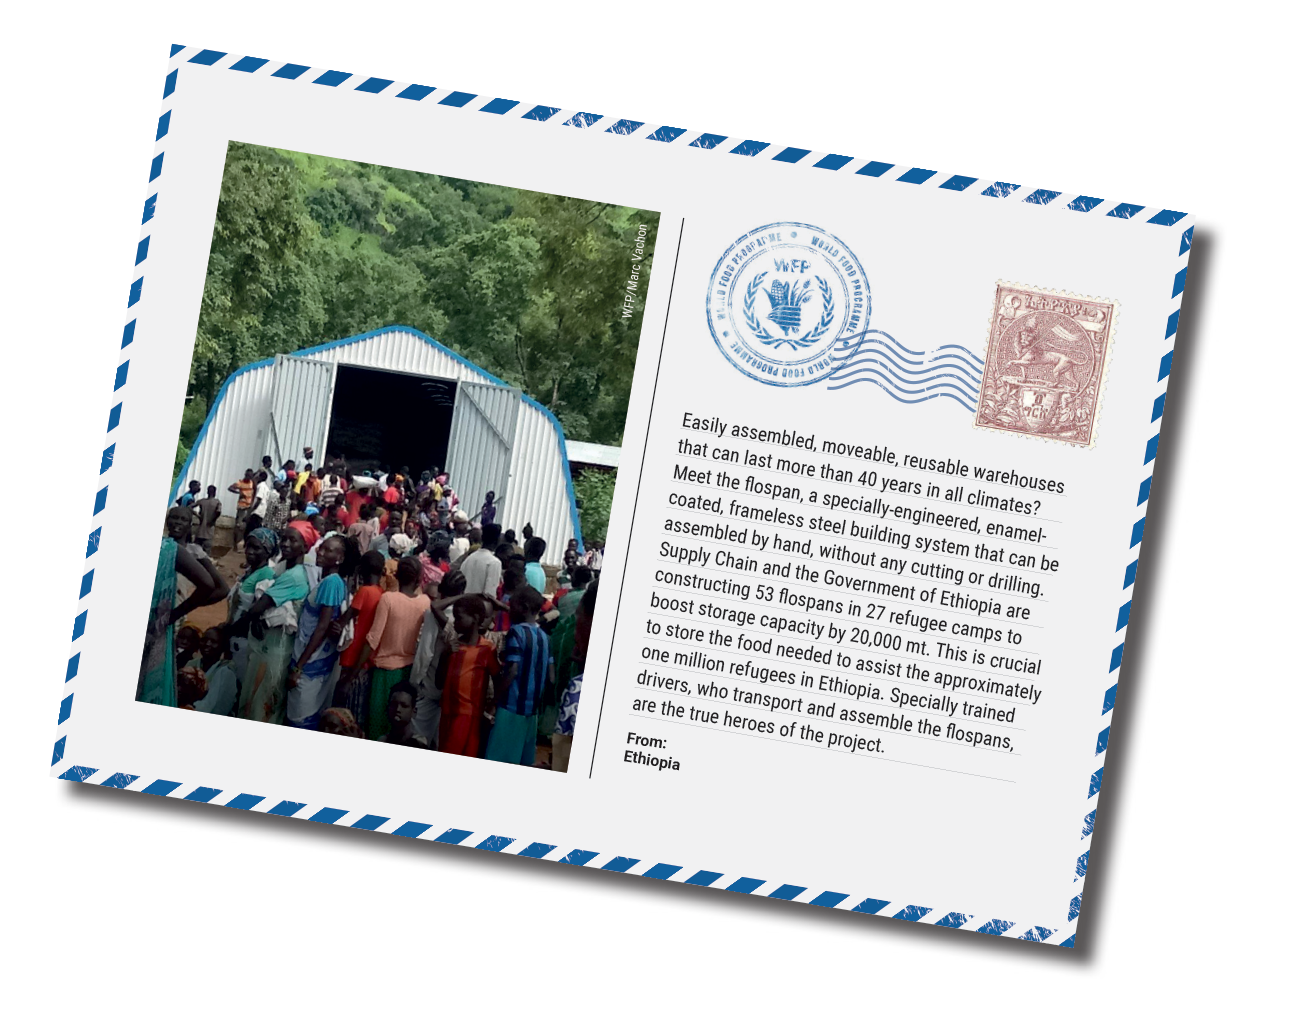 WFP/Marc Vachon
WORLD FOOD PROGRAMME
WORLD FOOD PROGRAMME
WORLD FOOD PROGRAMME
WFP
Easily assembled, moveable, reusable warehouses
that can last more than 40 years in all climates?
Meet the flospan, a specially-engineered, enamel-
coated, frameless steel building system that can be
assembled by hand, without any cutting or drilling.
Supply Chain and the Government of Ethiopia are
constructing 53 flospans in 27 refugee camps to
boost storage capacity by 20,000 mt. This is crucial
to store the food needed to assist the approximately
one million refugees in Ethiopia. Specially trained
drivers, who transport and assemble the flospans,
are the true heroes of the project.
From:
Ethiopia